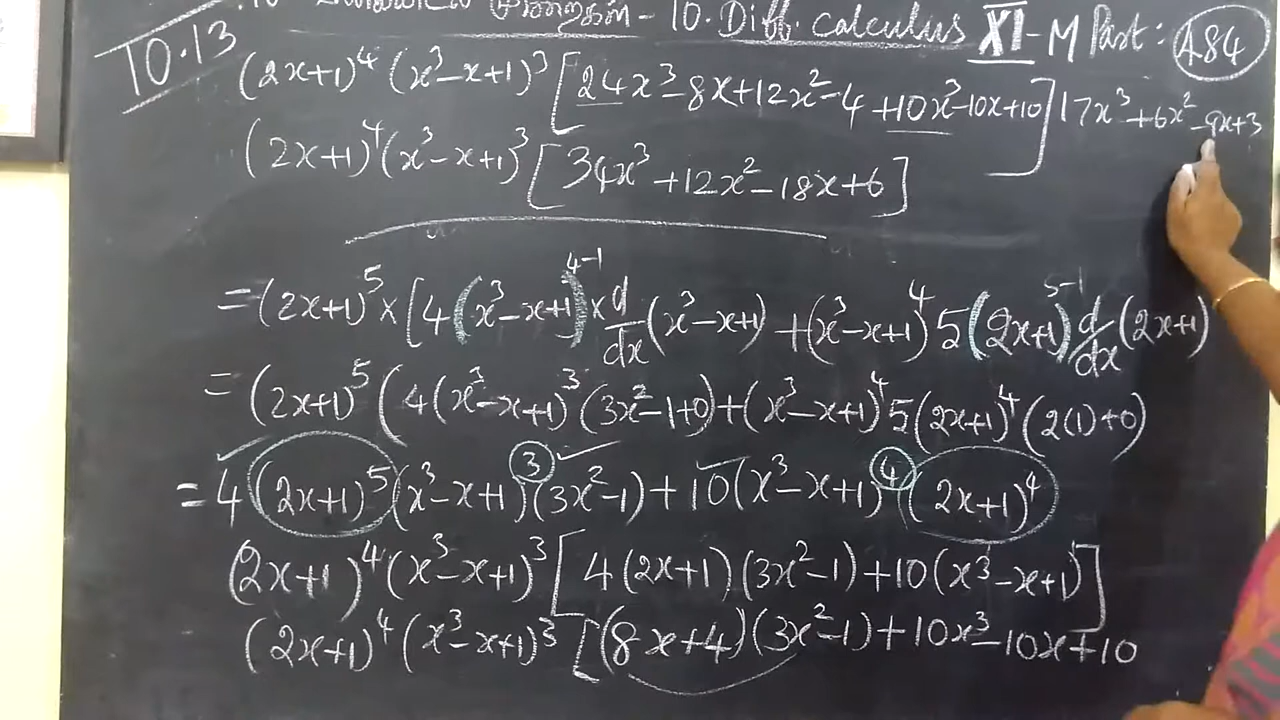 முறைகள் - 10. Diff. calculus XI - M Part : 484
10.13
(2x+1)⁴ (x³-x+1)³ [24x³-8x+12x²-4+10x³-10x+10] 17x³+6x²-9x+3
(2x+1)⁴(x³-x+1)³ [34x³+12x²-18x+6]
=(2x+1)⁵ × [4(x³-x+1)⁴⁻¹ × d/dx (x³-x+1) +(x³-x+1)⁴ 5(2x+1)⁵⁻¹ d/dx (2x+1)
= (2x+1)⁵ (4(x³-x+1)³ (3x²-1+0)+(x³-x+1)⁴ 5(2x+1)⁴ (2(1)+0)
= 4 (2x+1)⁵ (x³-x+1)³ (3x²-1)+10(x³-x+1)⁴ (2x+1)⁴
(2x+1)⁴ (x³-x+1)³ [4(2x+1)(3x²-1)+10(x³-x+1)]
(2x+1)⁴ (x³-x+1)³ [(8x+4)(3x²-1)+10x³-10x+10